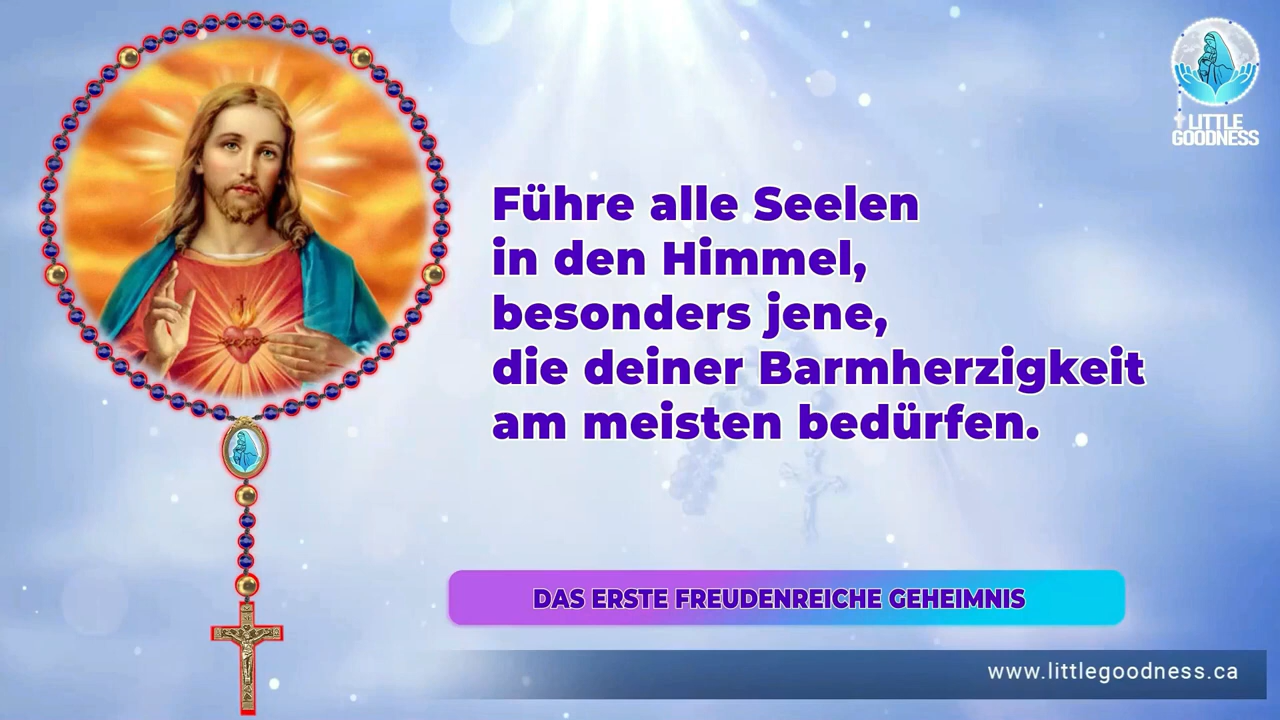 LITTLE
GOODNESS
Führe alle Seelen
in den Himmel,
besonders jene,
die deiner Barmherzigkeit
am meisten bedürfen.
DAS ERSTE FREUDENREICHE GEHEIMNIS
www.littlegoodness.ca